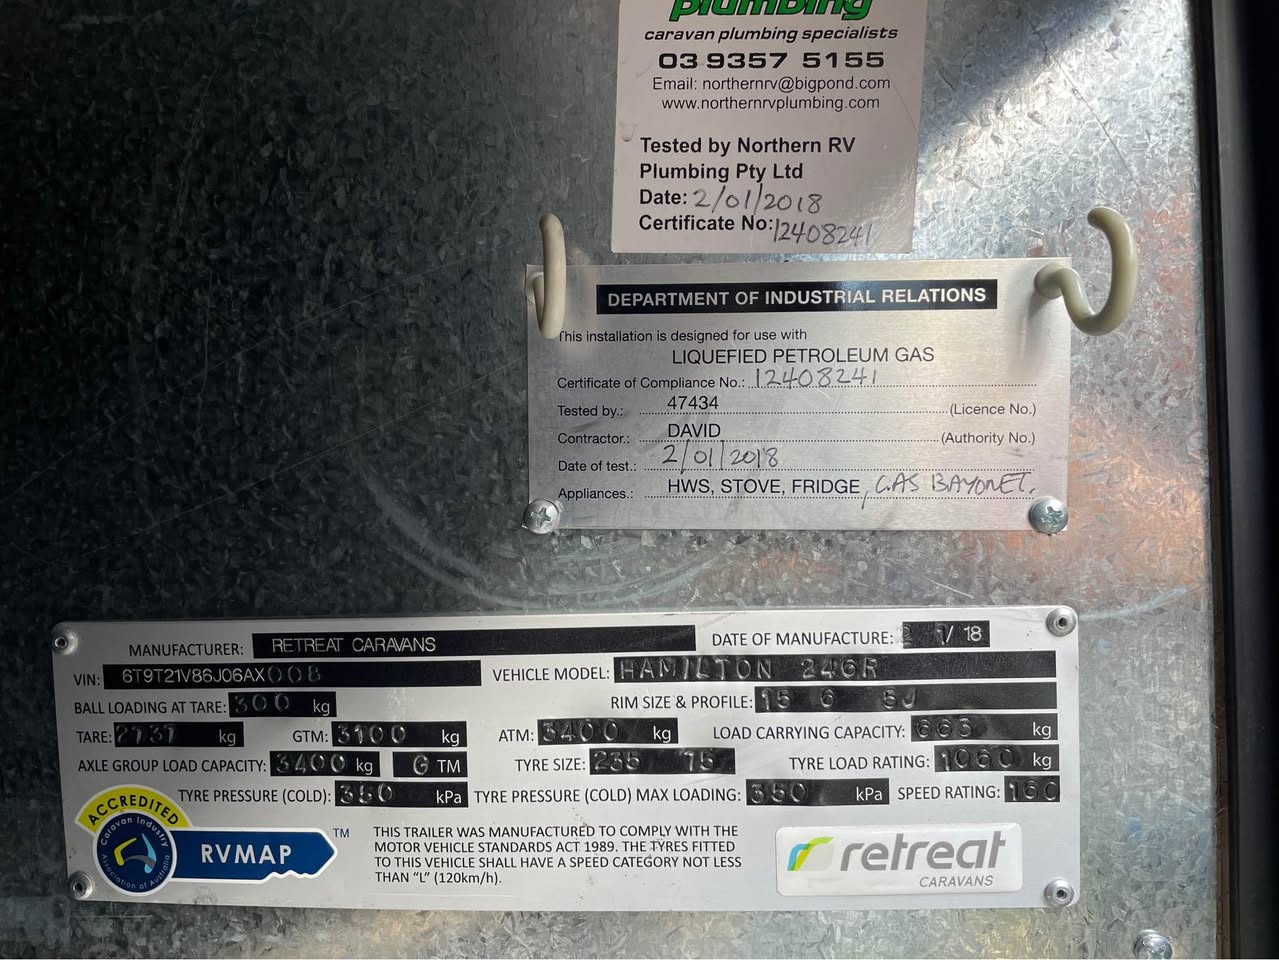 plumbing
caravan plumbing specialists
03 9357 5155
Email: northernrv@bigpond.com
www.northernrvplumbing.com
Tested by Northern RV
Plumbing Pty Ltd
Date: 2/01/2018
Certificate No: 12408241
DEPARTMENT OF INDUSTRIAL RELATIONS
This installation is designed for use with
LIQUEFIED PETROLEUM GAS
Certificate of Compliance No.: 12408241
Tested by.: 47434 (Licence No.)
Contractor.: DAVID (Authority No.)
Date of test.: 2/01/2018
Appliances.: HWS, STOVE, FRIDGE, GAS BAYONET.
MANUFACTURER: RETREAT CARAVANS DATE OF MANUFACTURE: 1/18
VIN: 6T9T21V86J06AX008 VEHICLE MODEL: HAMILTON 246R
BALL LOADING AT TARE: 300 kg RIM SIZE & PROFILE: 15 6 5J
TARE: 2737 kg GTM: 3100 kg ATM: 3400 kg LOAD CARRYING CAPACITY: 663 kg
AXLE GROUP LOAD CAPACITY: 3400 kg GTM TYRE SIZE: 235 75 TYRE LOAD RATING: 1060 kg
TYRE PRESSURE (COLD): 350 kPa TYRE PRESSURE (COLD) MAX LOADING: 350 kPa SPEED RATING: 160
ACCREDITED
Caravan Industry
Association of Australia
RVMAP™
THIS TRAILER WAS MANUFACTURED TO COMPLY WITH THE
MOTOR VEHICLE STANDARDS ACT 1989. THE TYRES FITTED
TO THIS VEHICLE SHALL HAVE A SPEED CATEGORY NOT LESS
THAN "L" (120km/h).
retreat
CARAVANS